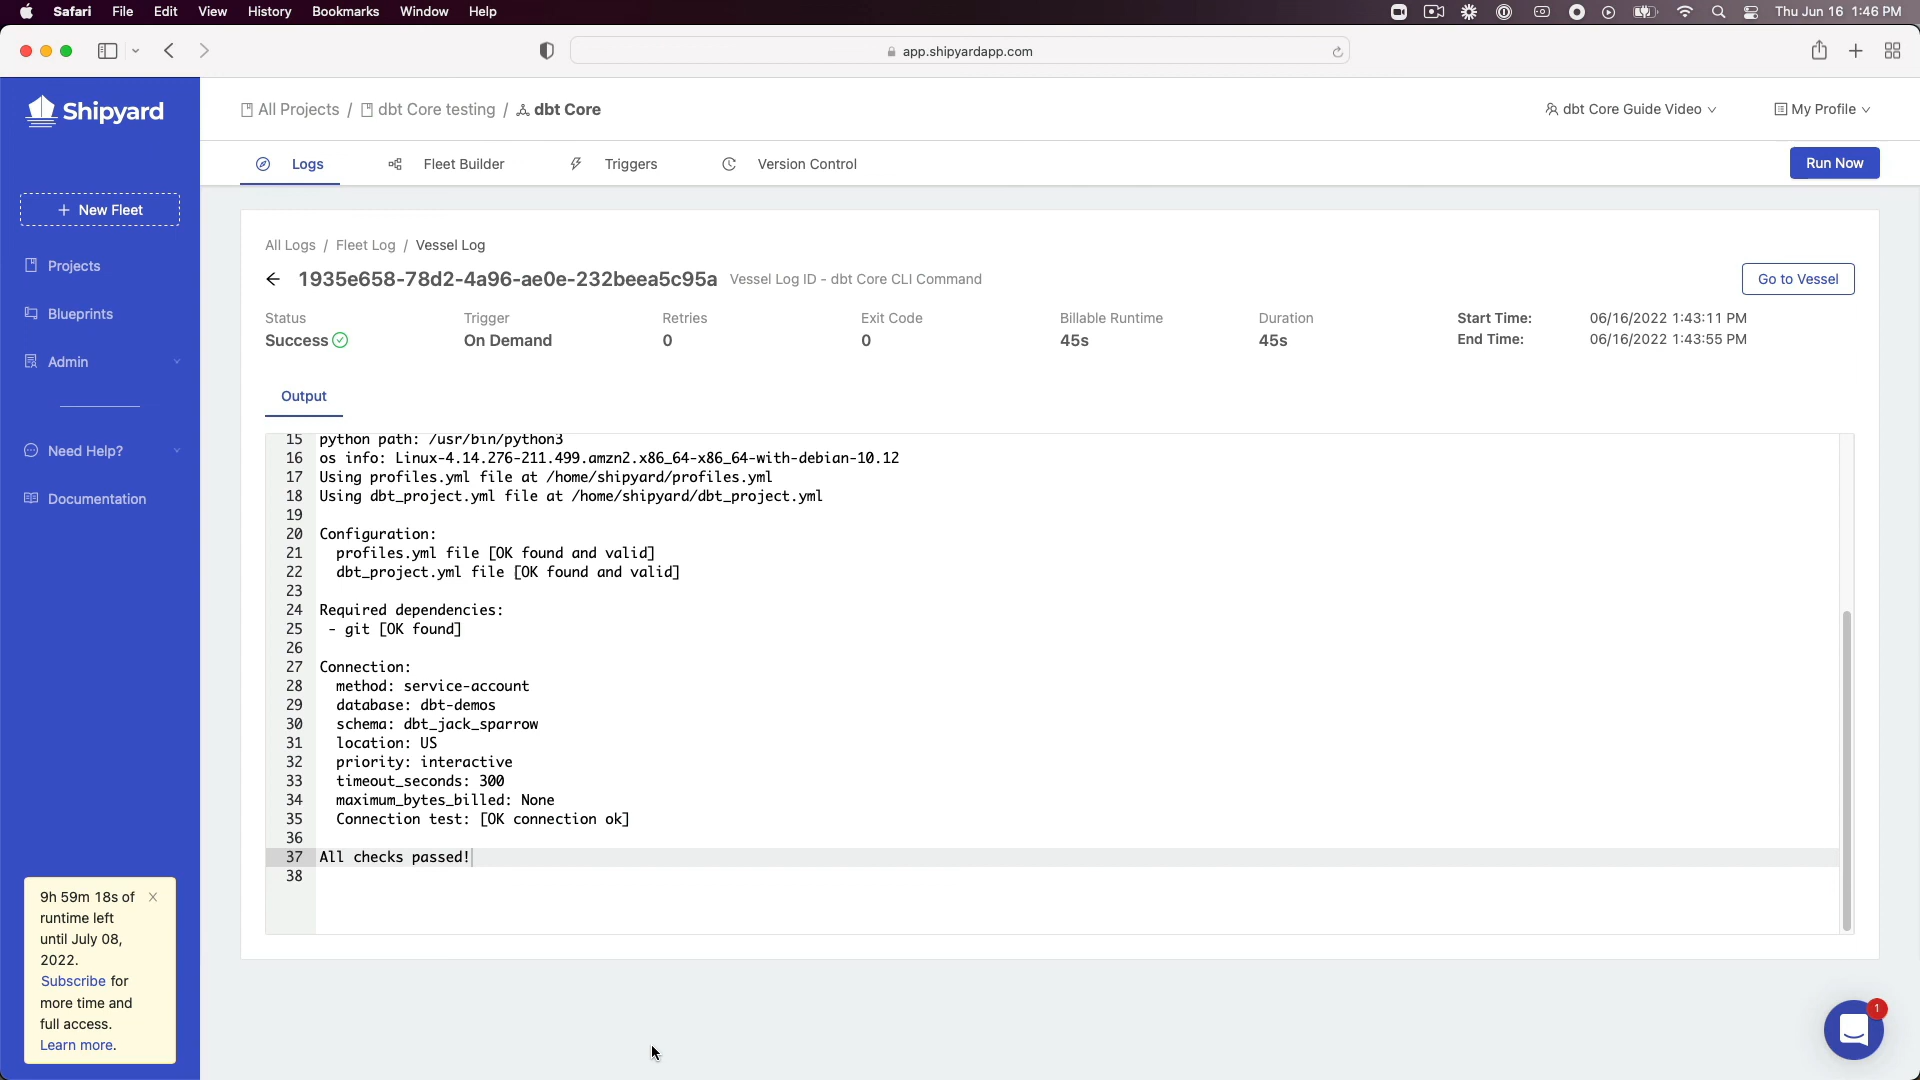 Safari File Edit View History Bookmarks Window Help Thu Jun 16 1:46 PM
app.shipyardapp.com
Shipyard
All Projects / dbt Core testing / dbt Core
dbt Core Guide Video
My Profile
Logs
Fleet Builder
Triggers
Version Control
Run Now
+ New Fleet
Projects
Blueprints
Admin
Need Help?
Documentation
All Logs / Fleet Log / Vessel Log
1935e658-78d2-4a96-ae0e-232beea5c95a Vessel Log ID - dbt Core CLI Command
Go to Vessel
Status Trigger Retries Exit Code Billable Runtime Duration Start Time: 06/16/2022 1:43:11 PM
Success On Demand 0 0 45s 45s End Time: 06/16/2022 1:43:55 PM
Output
15 python path: /usr/bin/python3
16 os info: Linux-4.14.276-211.499.amzn2.x86_64-x86_64-with-debian-10.12
17 Using profiles.yml file at /home/shipyard/profiles.yml
18 Using dbt_project.yml file at /home/shipyard/dbt_project.yml
19
20 Configuration:
21 profiles.yml file [OK found and valid]
22 dbt_project.yml file [OK found and valid]
23
24 Required dependencies:
25 - git [OK found]
26
27 Connection:
28 method: service-account
29 database: dbt-demos
30 schema: dbt_jack_sparrow
31 location: US
32 priority: interactive
33 timeout_seconds: 300
34 maximum_bytes_billed: None
35 Connection test: [OK connection ok]
36
37 All checks passed!
38
9h 59m 18s of
runtime left
until July 08,
2022.
Subscribe for
more time and
full access.
Learn more.
1